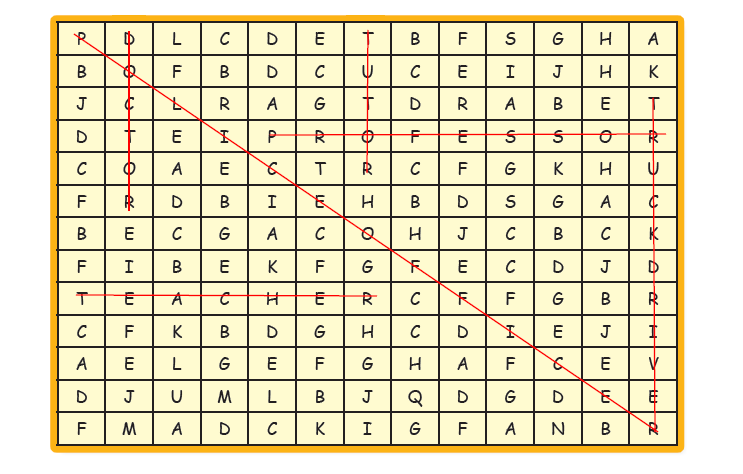 P D L C D E T B F S G H A
B O F B D C U C E I J H K
J C L R A G T D R A B E T
D T E I P R O F E S S O R
C O A E C T R C F G K H U
F R D B I E H B D S G A C
B E C G A C O H J C B C K
F I B E K F G F E C D J D
T E A C H E R C F F G B R
C F K B D G H C D I E J I
A E L G E F G H A F C E V
D J U M L B J Q D G D E E
F M A D C K I G F A N B R